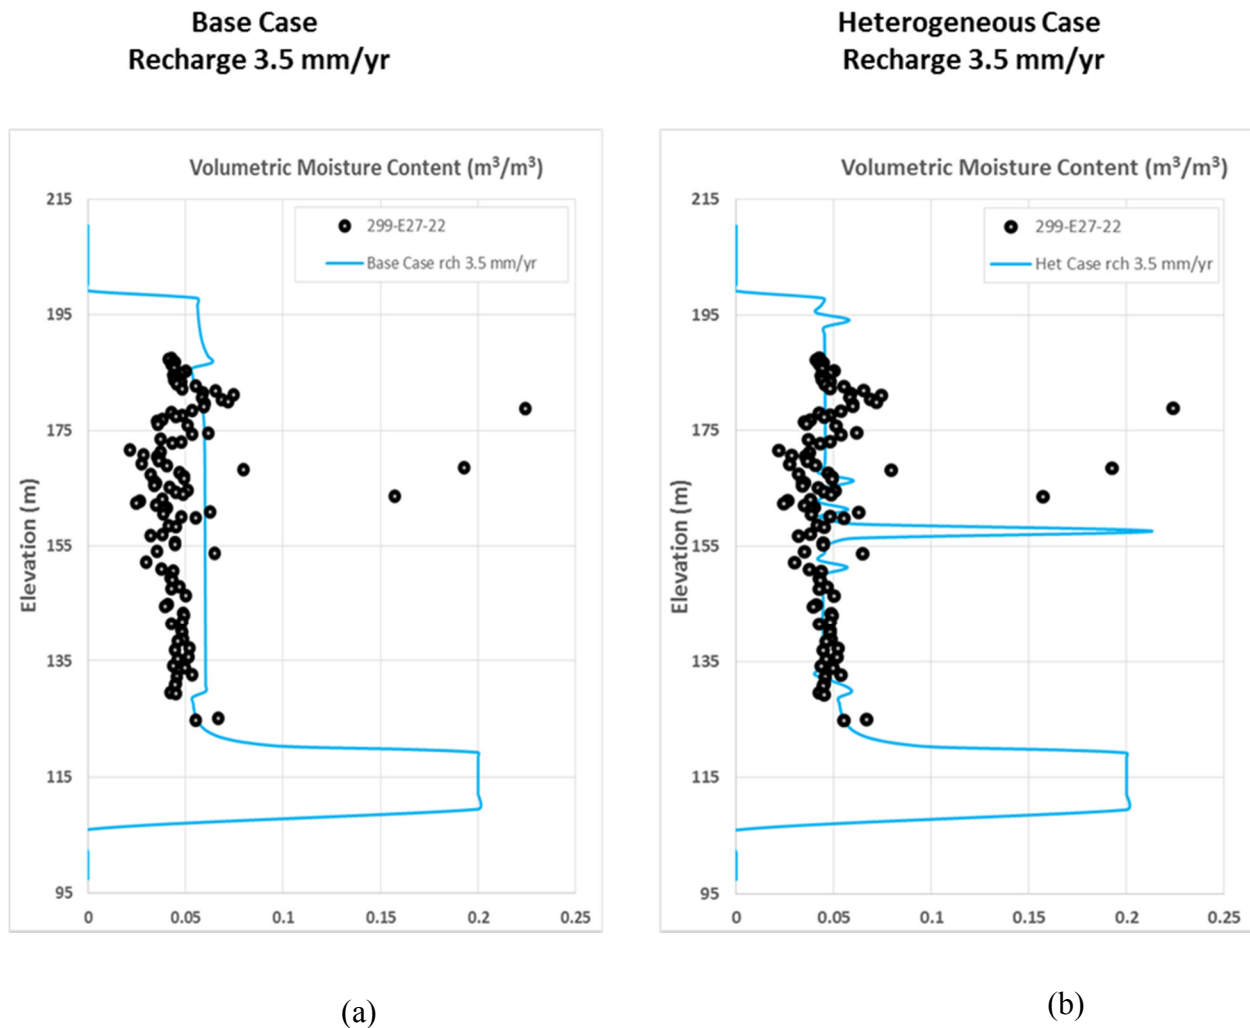 Base Case
Recharge 3.5 mm/yr
Volumetric Moisture Content (m³/m³)
299-E27-22
Base Case rch 3.5 mm/yr
Elevation (m)
215
195
175
155
135
115
95
0 0.05 0.1 0.15 0.2 0.25
(a)
Heterogeneous Case
Recharge 3.5 mm/yr
Volumetric Moisture Content (m³/m³)
299-E27-22
Het Case rch 3.5 mm/yr
Elevation (m)
215
195
175
155
135
115
95
0 0.05 0.1 0.15 0.2 0.25
(b)